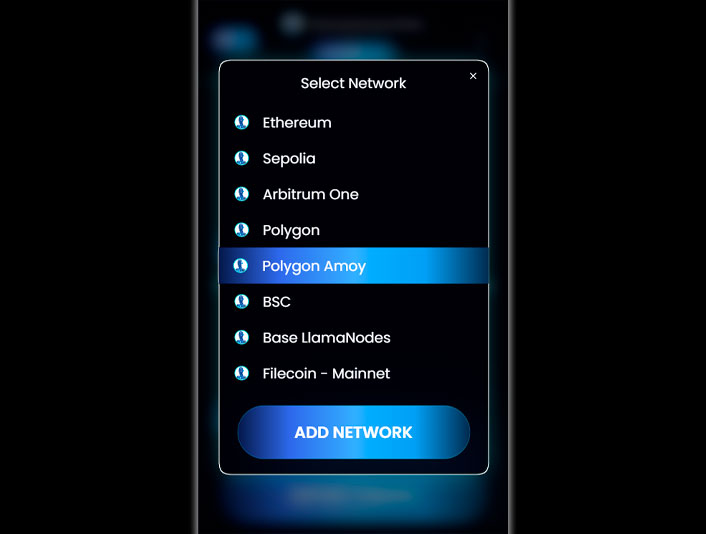 Select Network
×
Ethereum
Sepolia
Arbitrum One
Polygon
Polygon Amoy
BSC
Base LlamaNodes
Filecoin - Mainnet
ADD NETWORK